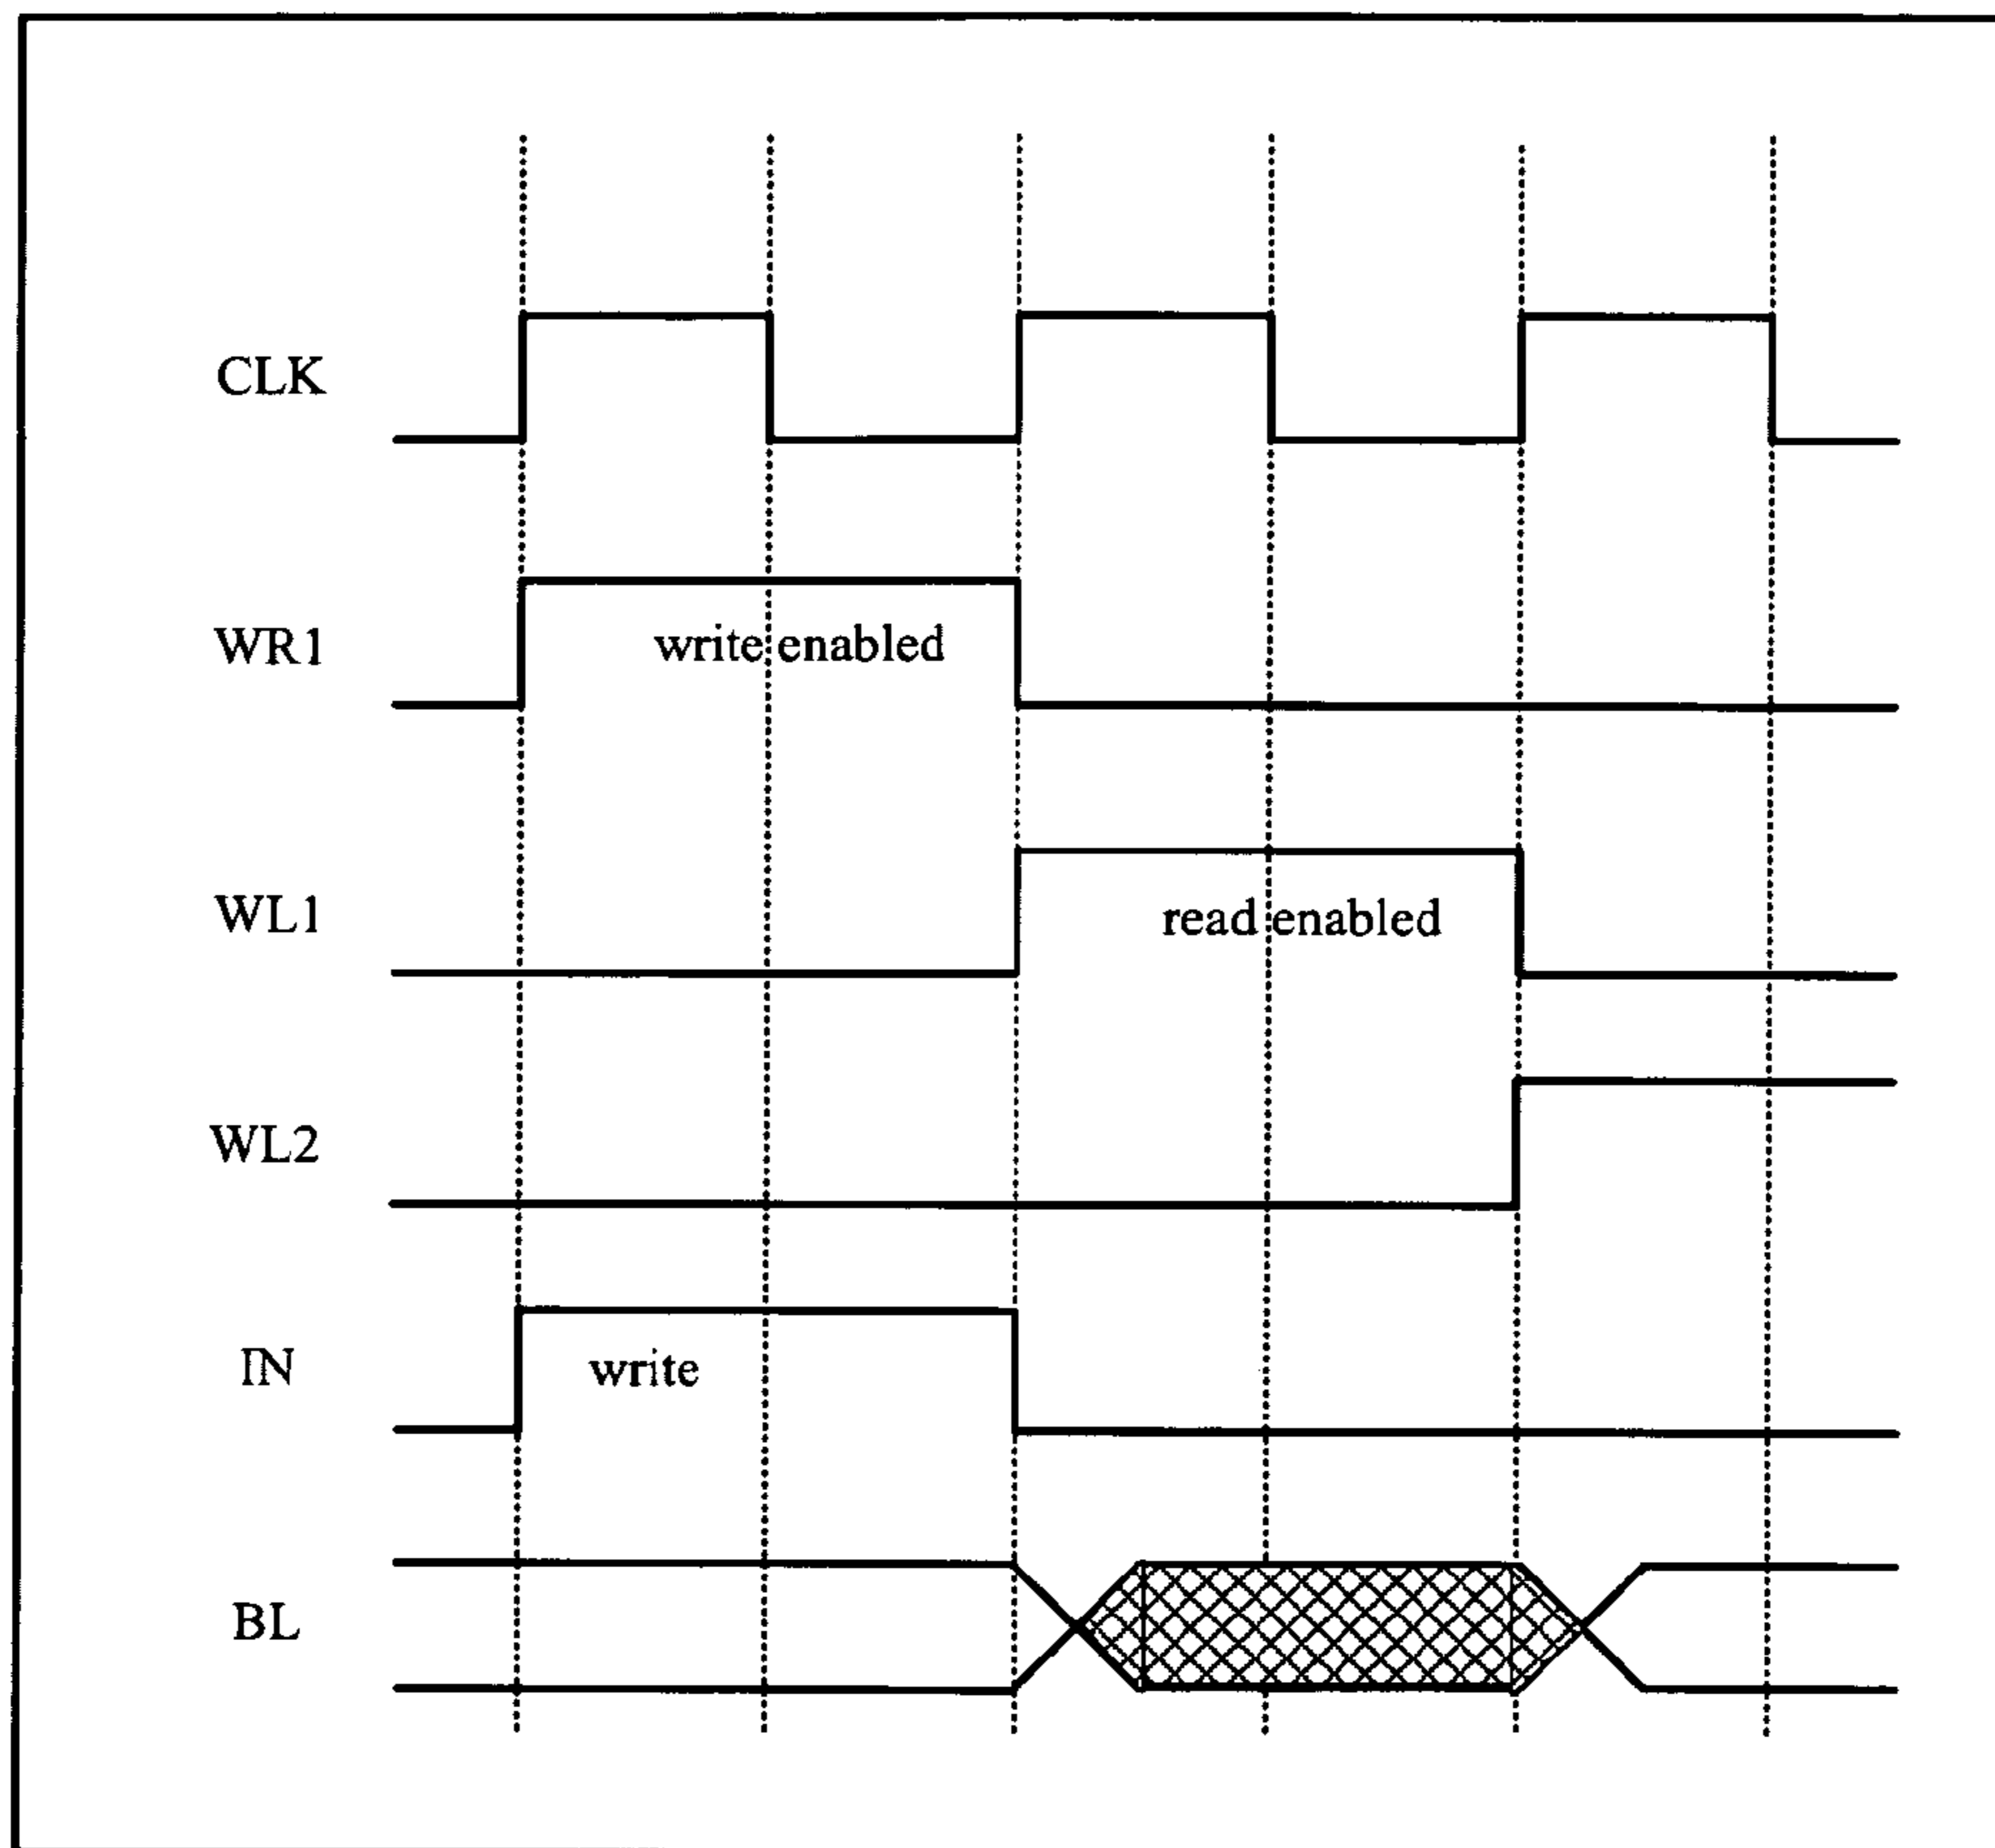 CLK
WR1
write enabled
WL1
read enabled
WL2
IN
write
BL